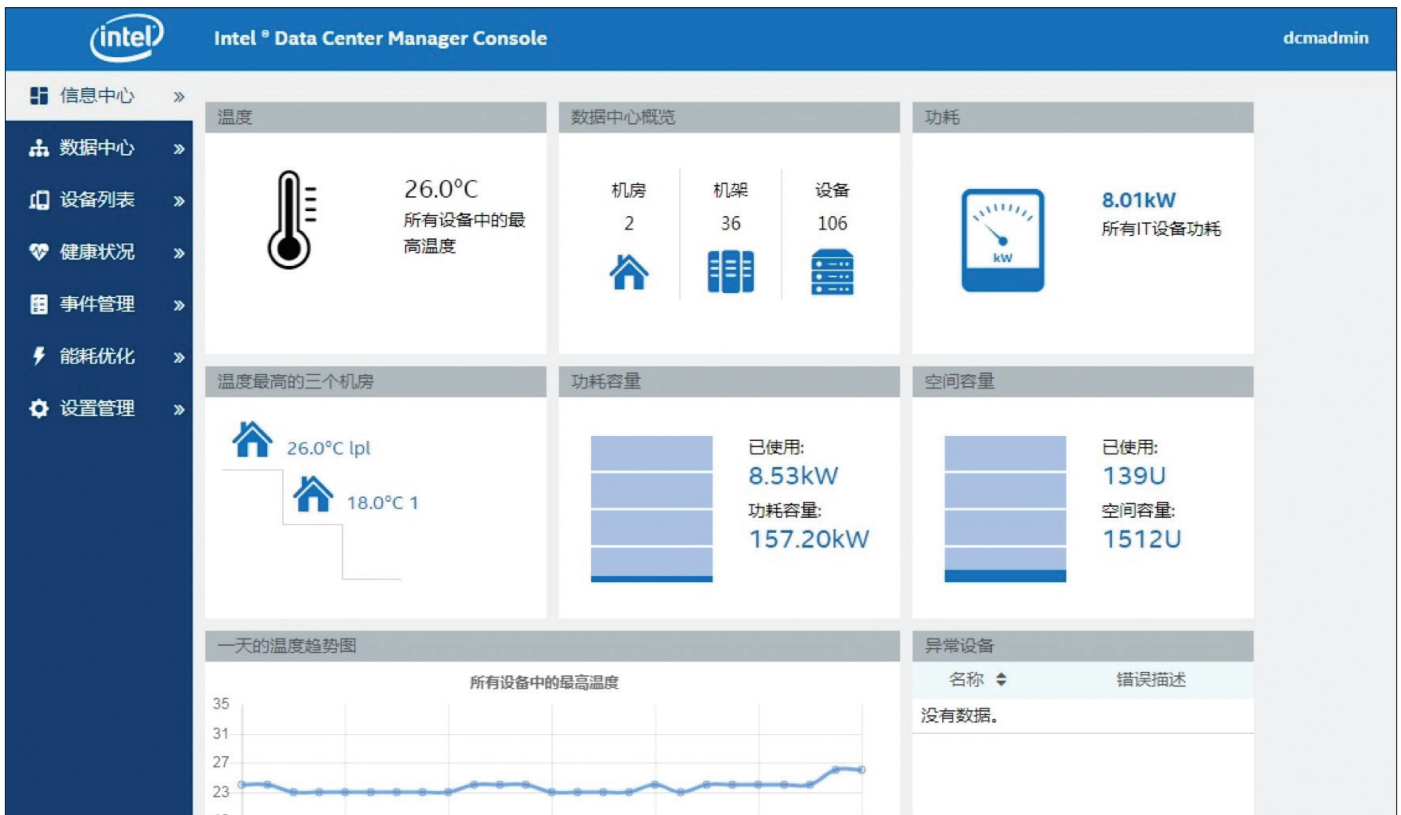 intel
Intel ® Data Center Manager Console
dcmadmin
信息中心 »
数据中心 »
设备列表 »
健康状况 »
事件管理 »
能耗优化 »
设置管理 »
温度
26.0°C
所有设备中的最
高温度
数据中心概览
机房 机架 设备
2 36 106
功耗
kW
8.01kW
所有IT设备功耗
温度最高的三个机房
26.0°C lpl
18.0°C 1
功耗容量
已使用:
8.53kW
功耗容量:
157.20kW
空间容量
已使用:
139U
空间容量:
1512U
一天的温度趋势图
所有设备中的最高温度
35
31
27
23
异常设备
名称 错误描述
没有数据。